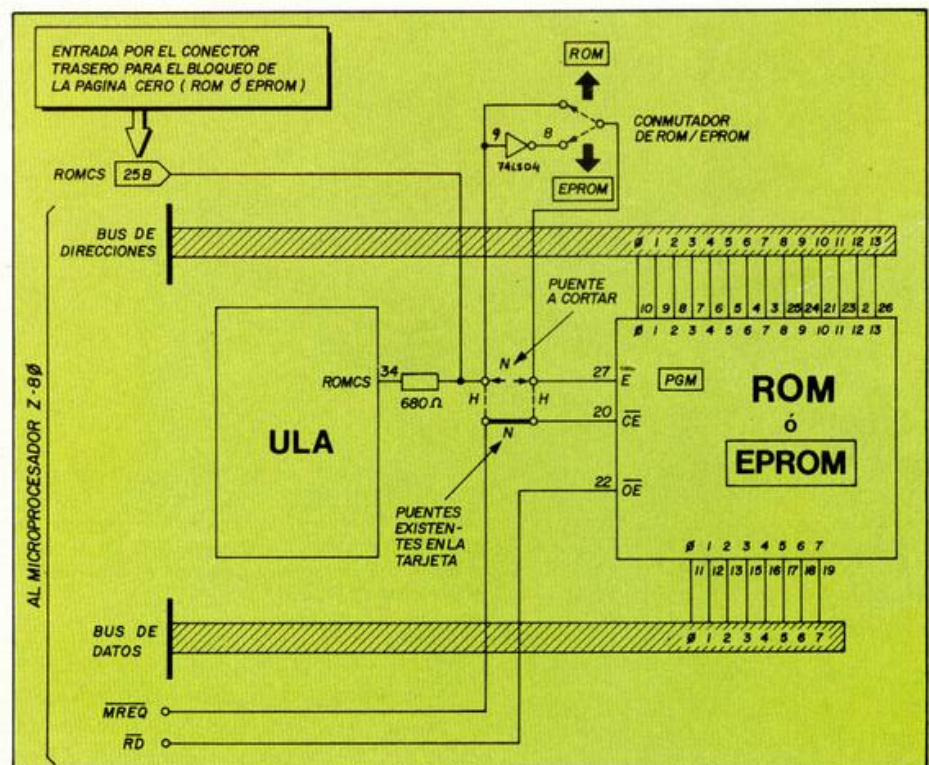 ENTRADA POR EL CONECTOR
TRASERO PARA EL BLOQUEO DE
LA PAGINA CERO ( ROM Ó EPROM )
ROM
9
8
74LS04
CONMUTADOR
DE ROM / EPROM
EPROM
ROMCS 25B
BUS DE
DIRECCIONES
Ø 1 2 3 4 5 6 7 8 9 10 11 12 13
PUENTE
A CORTAR
10 9 8 7 6 5 4 3 25 24 21 23 2 26
Ø 1 2 3 4 5 6 7 8 9 10 11 12 13
AL MICROPROCESADOR Z-8Ø
ULA
ROMCS
34
680 Ω
N
H H
N
27 E
PGM
20 CE
22 OE
ROM
ó
EPROM
PUENTES
EXISTEN-
TES EN LA
TARJETA
Ø 1 2 3 4 5 6 7
11 12 13 15 16 17 18 19
BUS DE
DATOS
Ø 1 2 3 4 5 6 7
MREQ
RD